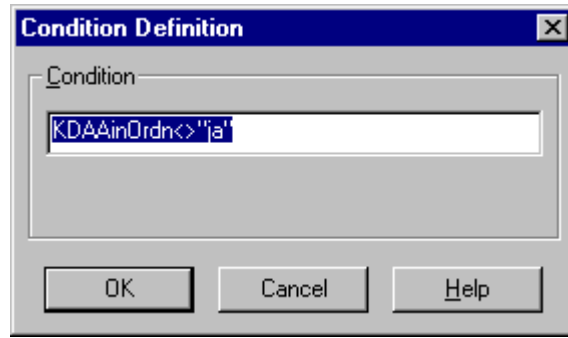 Condition Definition
Condition
KDAAinOrdn<>"ja"
OK
Cancel
Help